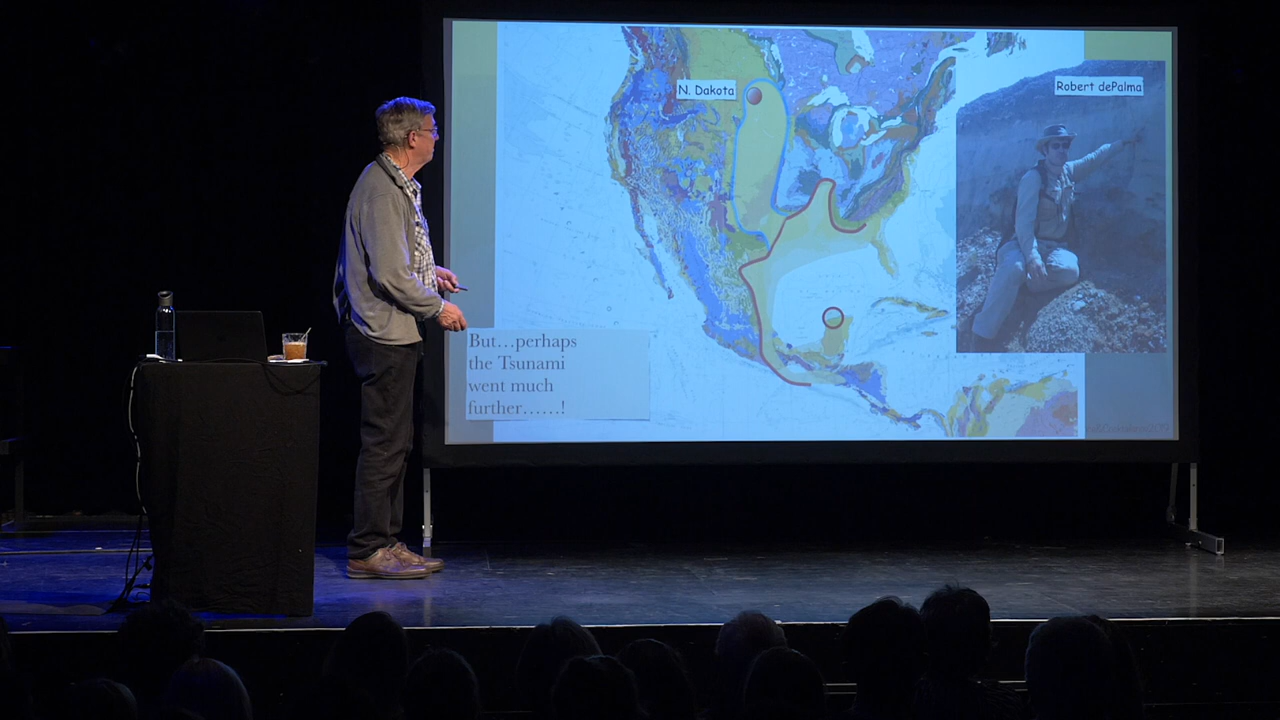 N. Dakota
Robert dePalma
But...perhaps
the Tsunami
went much
further......!